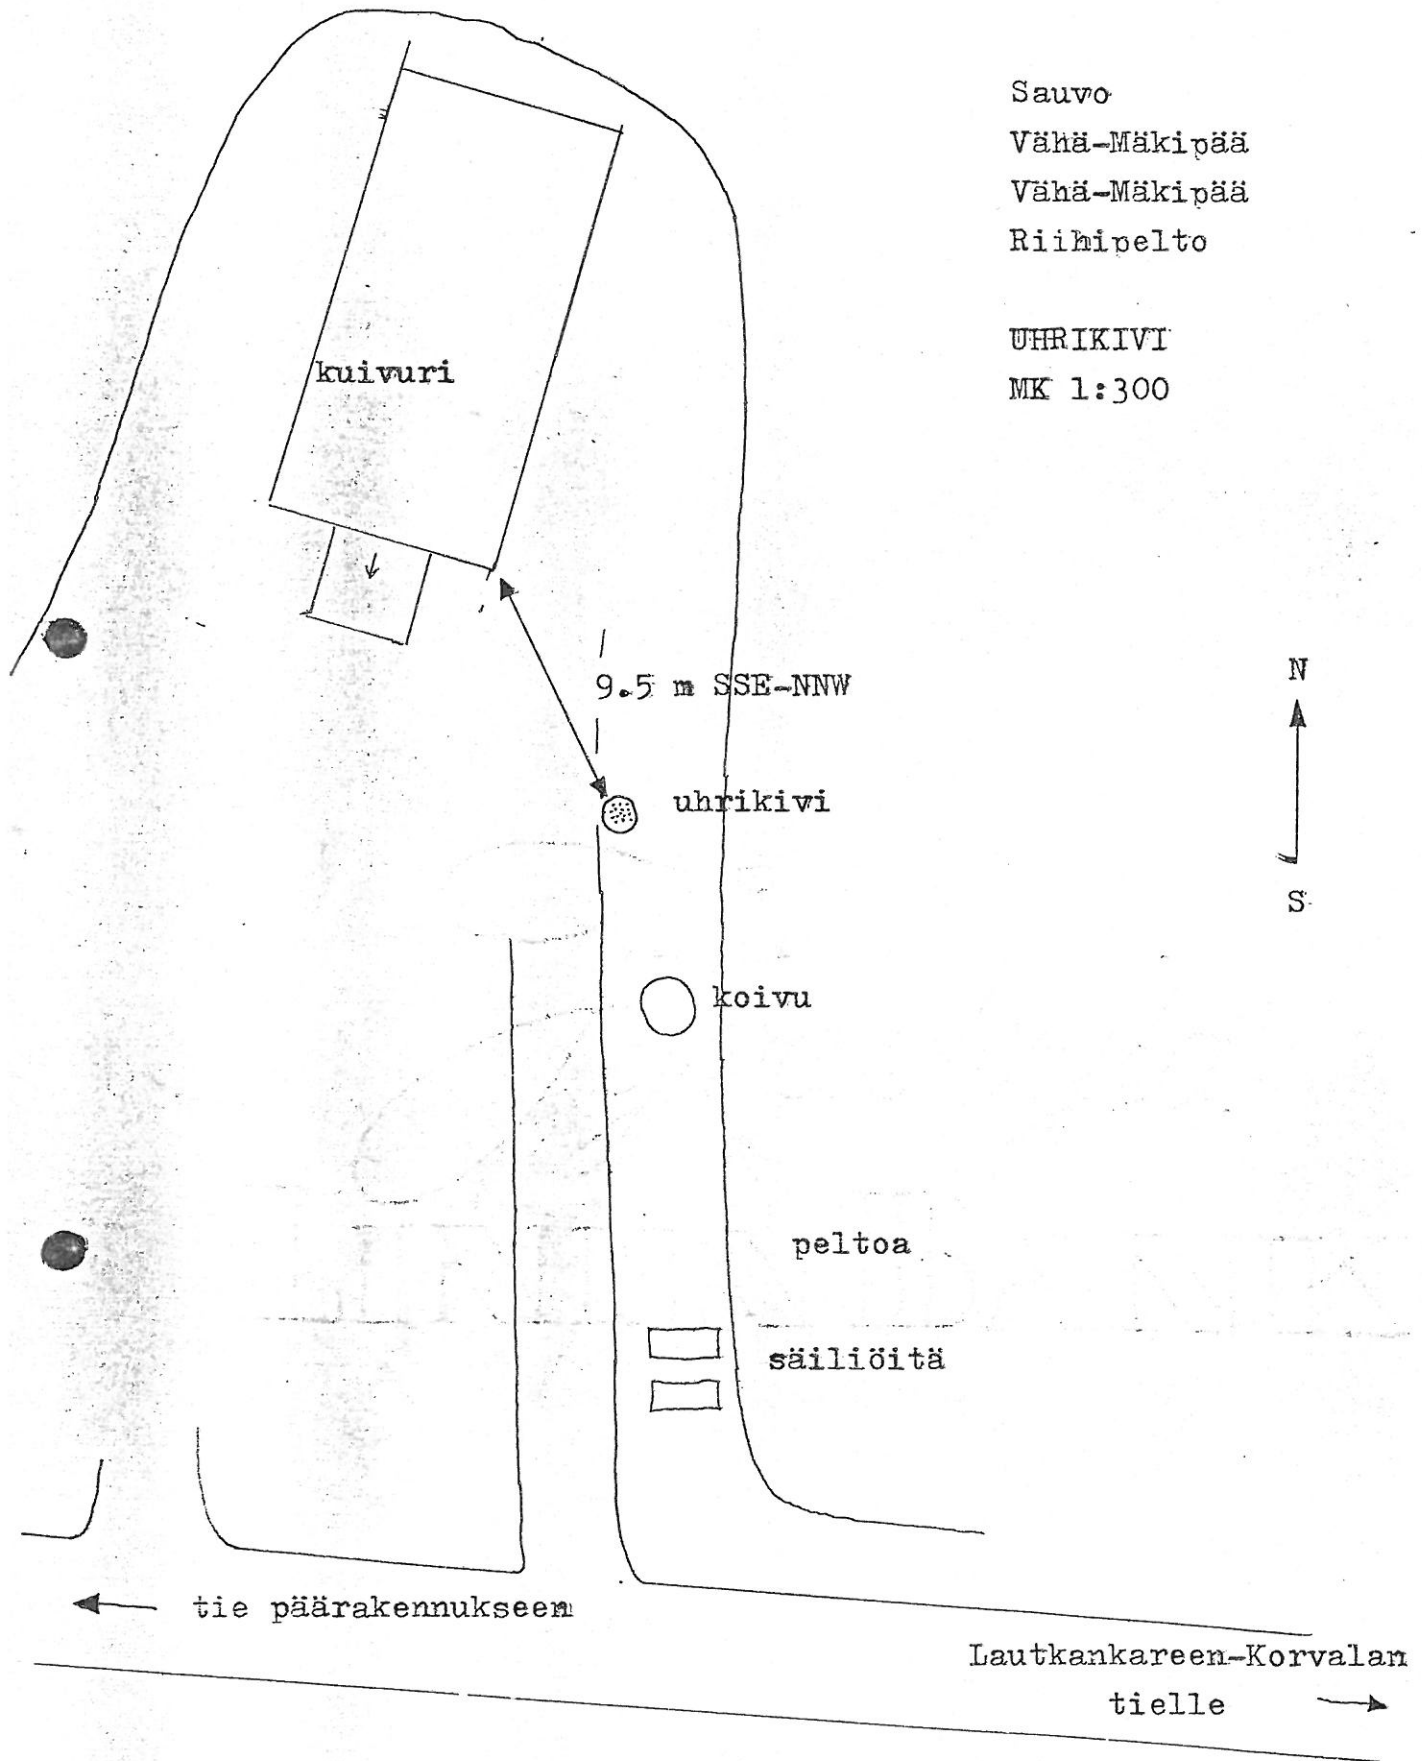 Sauvo
Vähä-Mäkipää
Vähä-Mäkipää
Riihipelto
UHRIKIVI
MK 1:300
kuivuri
9.5 m SSE-NNW
N
uhrikivi
S
koivu
peltoa
säiliöitä
tie päärakennukseen
Lautkankareen-Korvalan
tielle